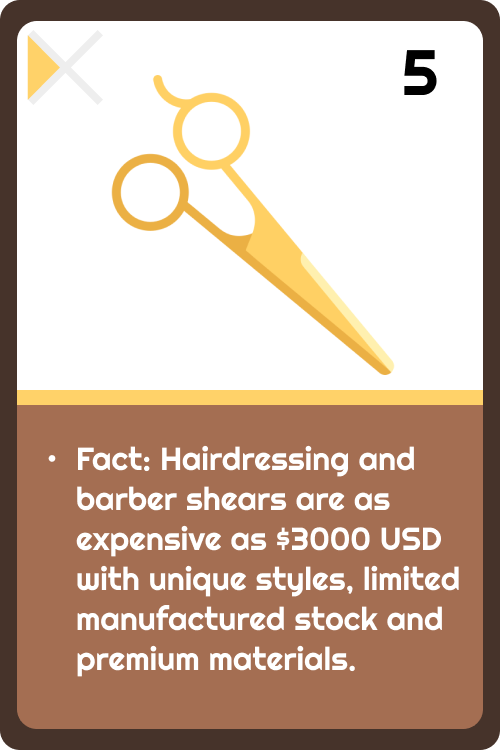 5
• Fact: Hairdressing and
barber shears are as
expensive as $3000 USD
with unique styles, limited
manufactured stock and
premium materials.